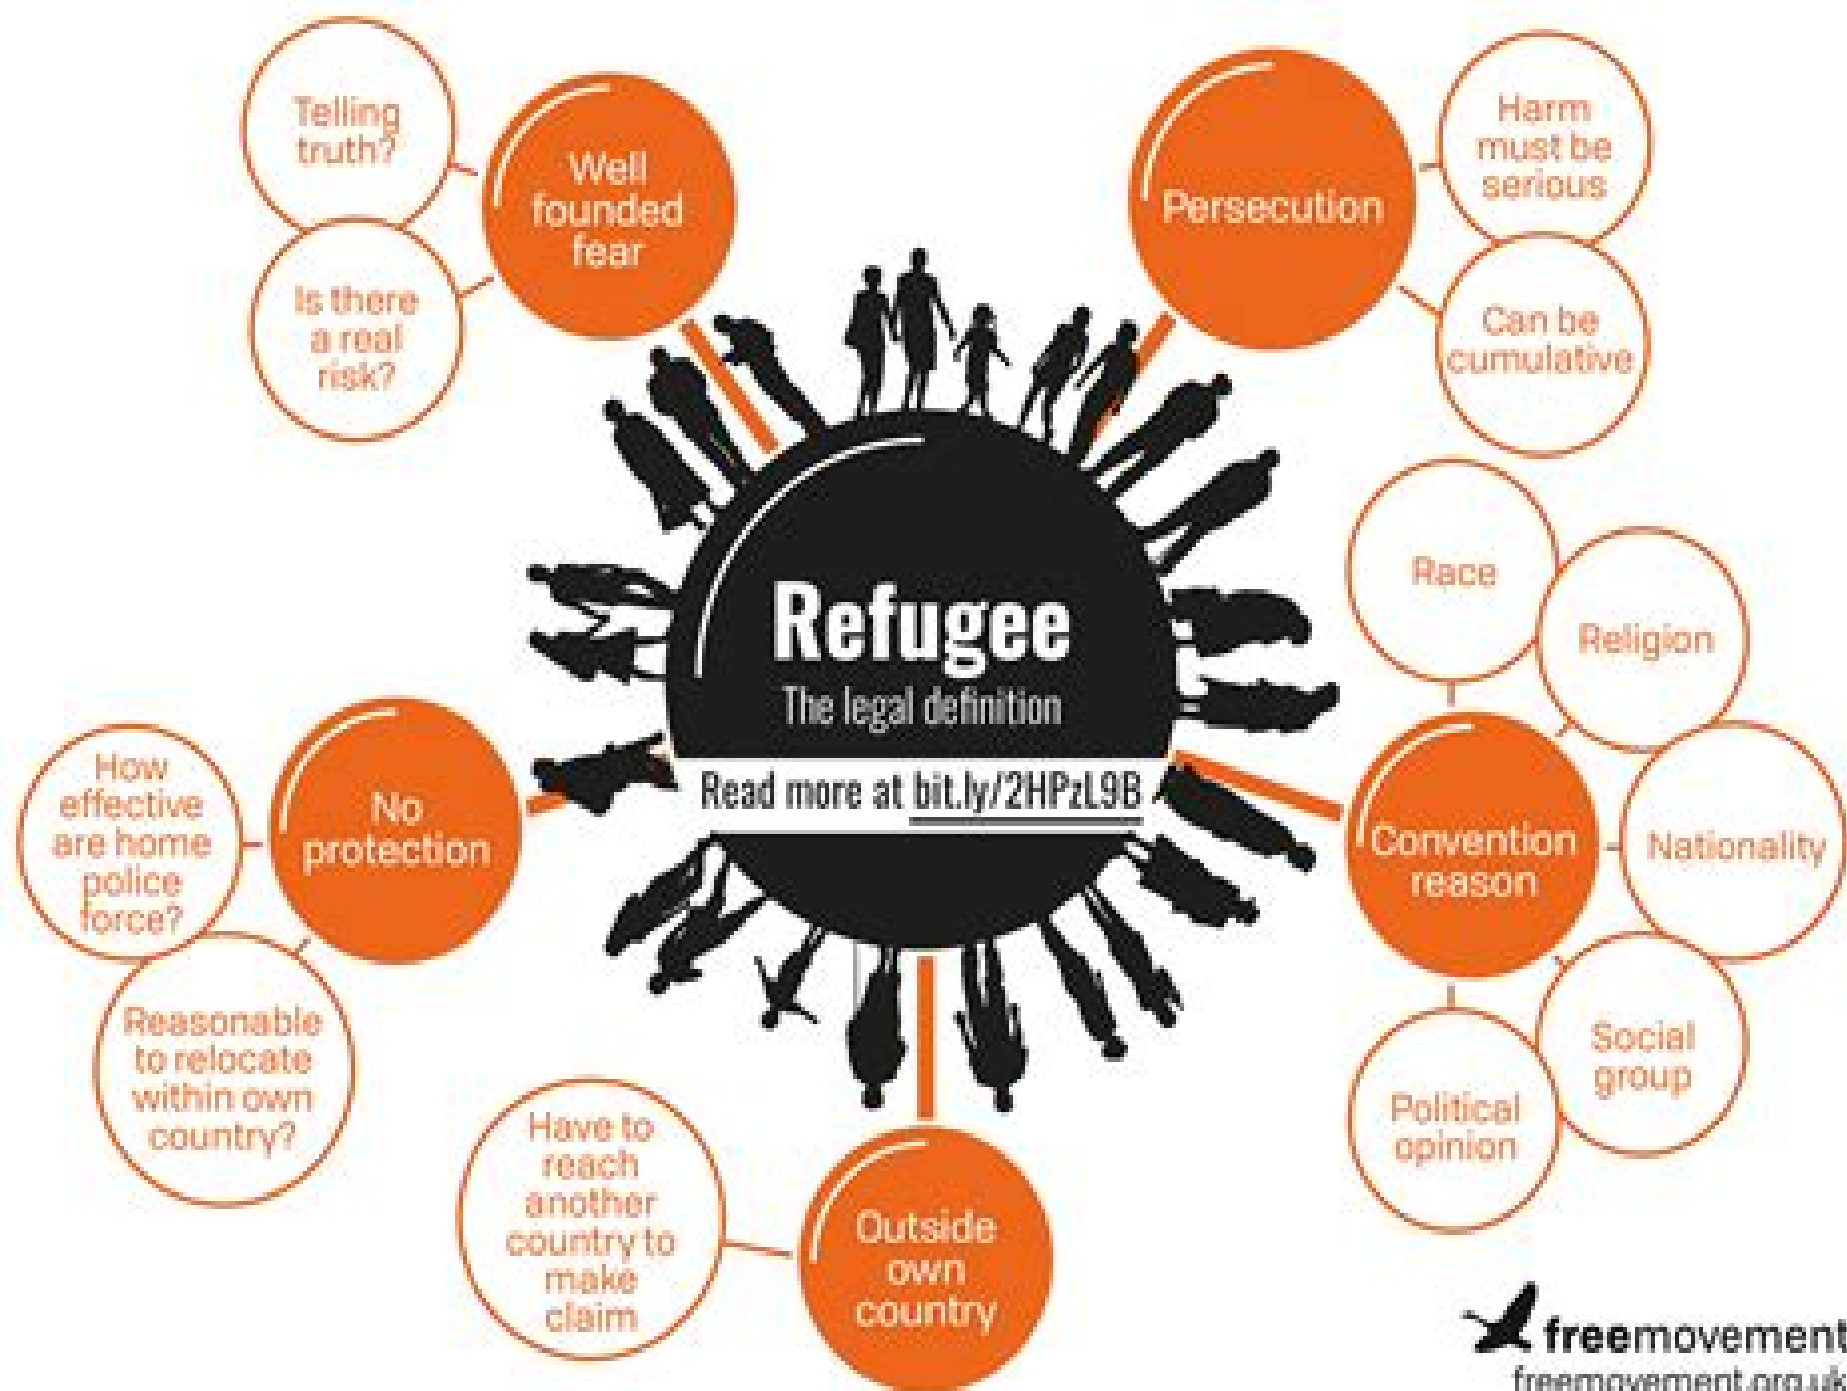 Telling
truth?
Is there
a real
risk?
Well
founded
fear
Persecution
Harm
must be
serious
Can be
cumulative
Refugee
The legal definition
Read more at bit.ly/2HPzL9B
Race
Religion
Nationality
Social
group
Political
opinion
Convention
reason
No
protection
How
effective
are home
police
force?
Reasonable
to relocate
within own
country?
Have to
reach
another
country to
make
claim
Outside
own
country
freemovement
freemovement.org.uk